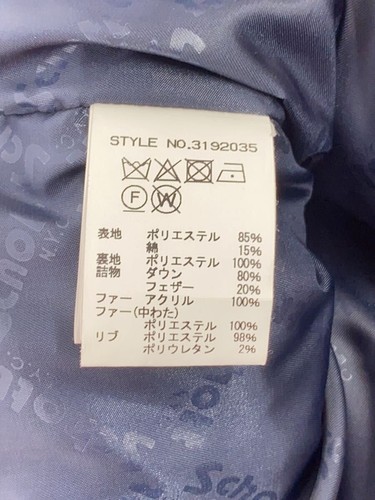 STYLE NO.3192035
F W
表地 ポリエステル 85%
綿 15%
裏地 ポリエステル 100%
詰物 ダウン 80%
フェザー 20%
ファー アクリル 100%
ファー(中わた)
ポリエステル 100%
リブ ポリエステル 98%
ポリウレタン 2%
Schott
Schott